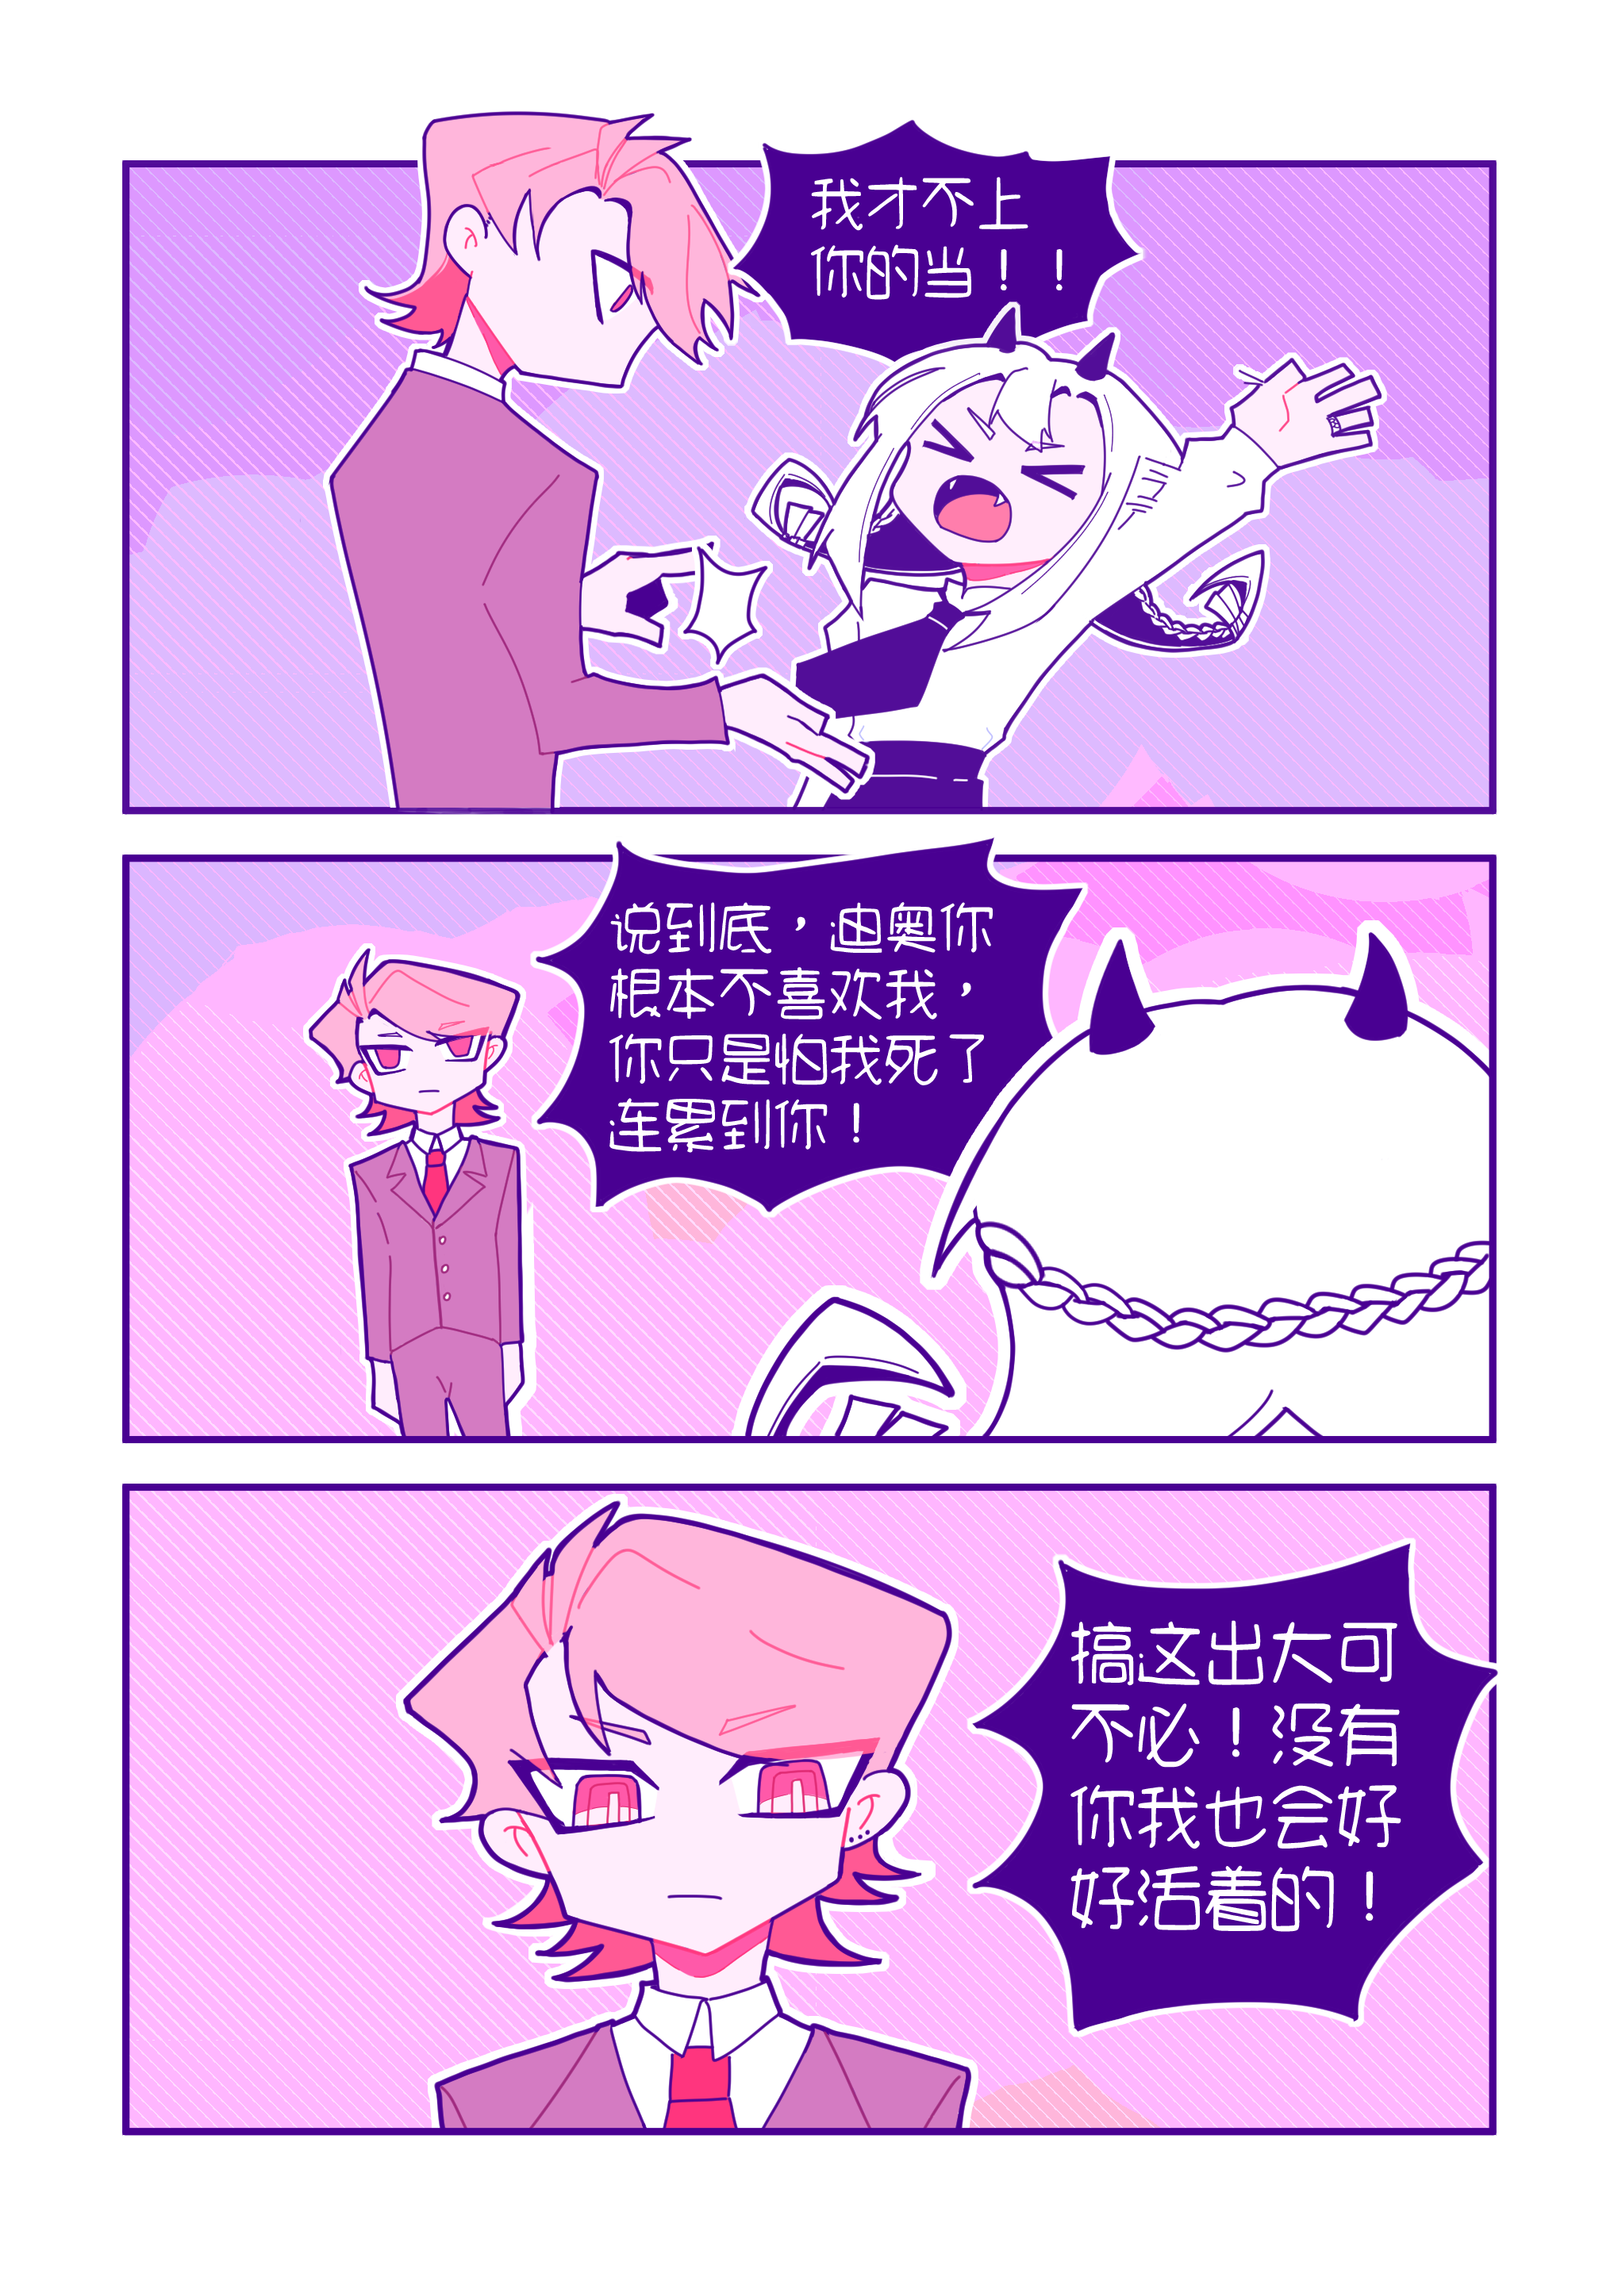 我才不上
你的当！！
说到底，迪奥你
根本不喜欢我，
你只是怕我死了
连累到你！
搞这出大可
不必！没有
你我也会好
好活着的！